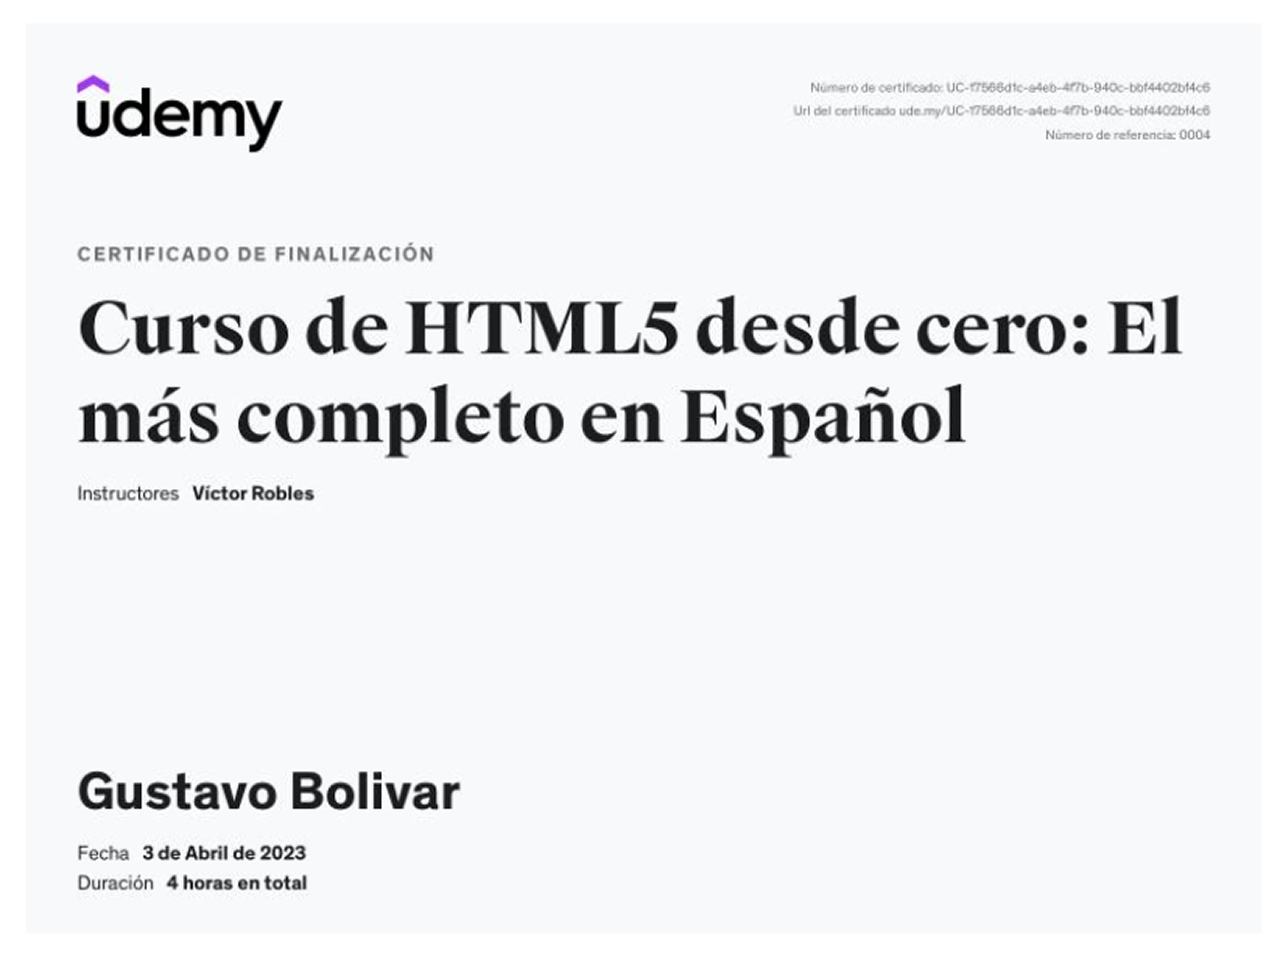 udemy
Número de certificado: UC-f7566d1c-a4eb-4f7b-940c-bbf4402bf4c6
Url del certificado ude.my/UC-f7566d1c-a4eb-4f7b-940c-bbf4402bf4c6
Número de referencia: 0004
CERTIFICADO DE FINALIZACIÓN
Curso de HTML5 desde cero: El
más completo en Español
Instructores Víctor Robles
Gustavo Bolivar
Fecha 3 de Abril de 2023
Duración 4 horas en total